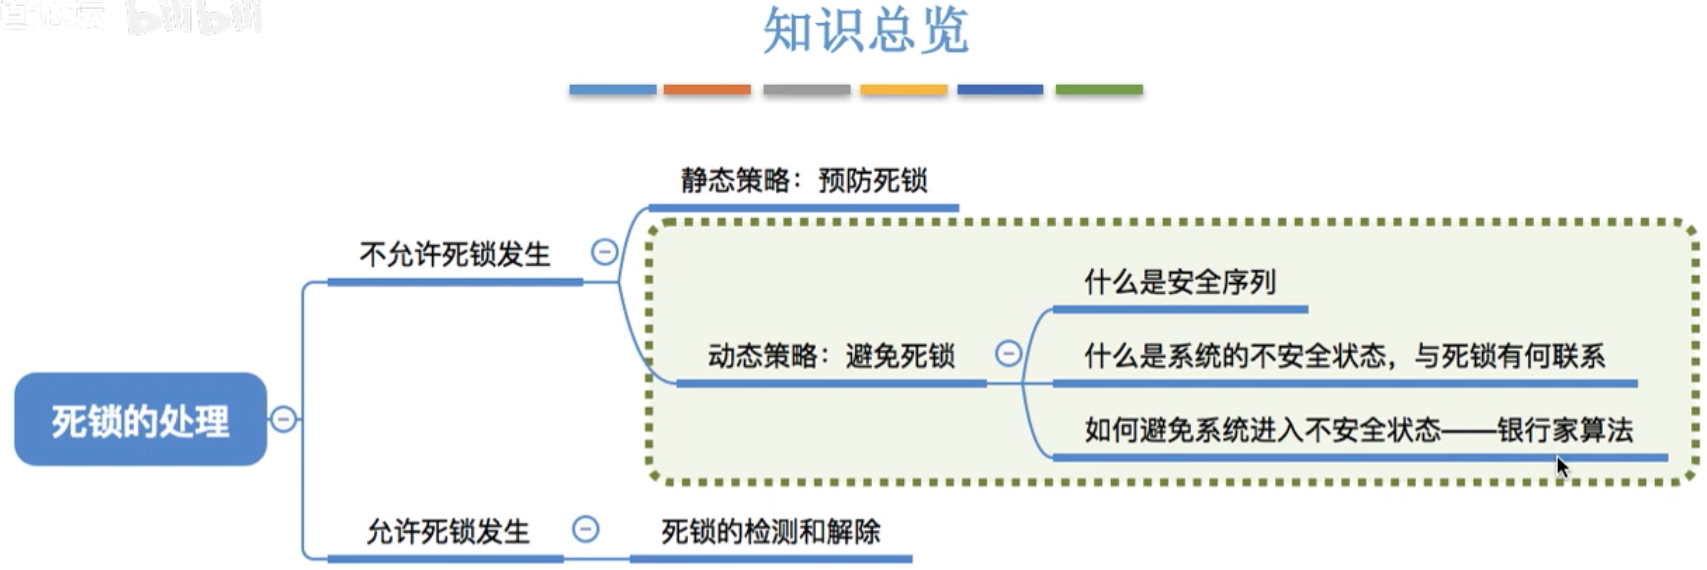 bilibili
知识总览
静态策略：预防死锁
不允许死锁发生
什么是安全序列
动态策略：避免死锁
什么是系统的不安全状态，与死锁有何联系
如何避免系统进入不安全状态——银行家算法
死锁的处理
允许死锁发生
死锁的检测和解除